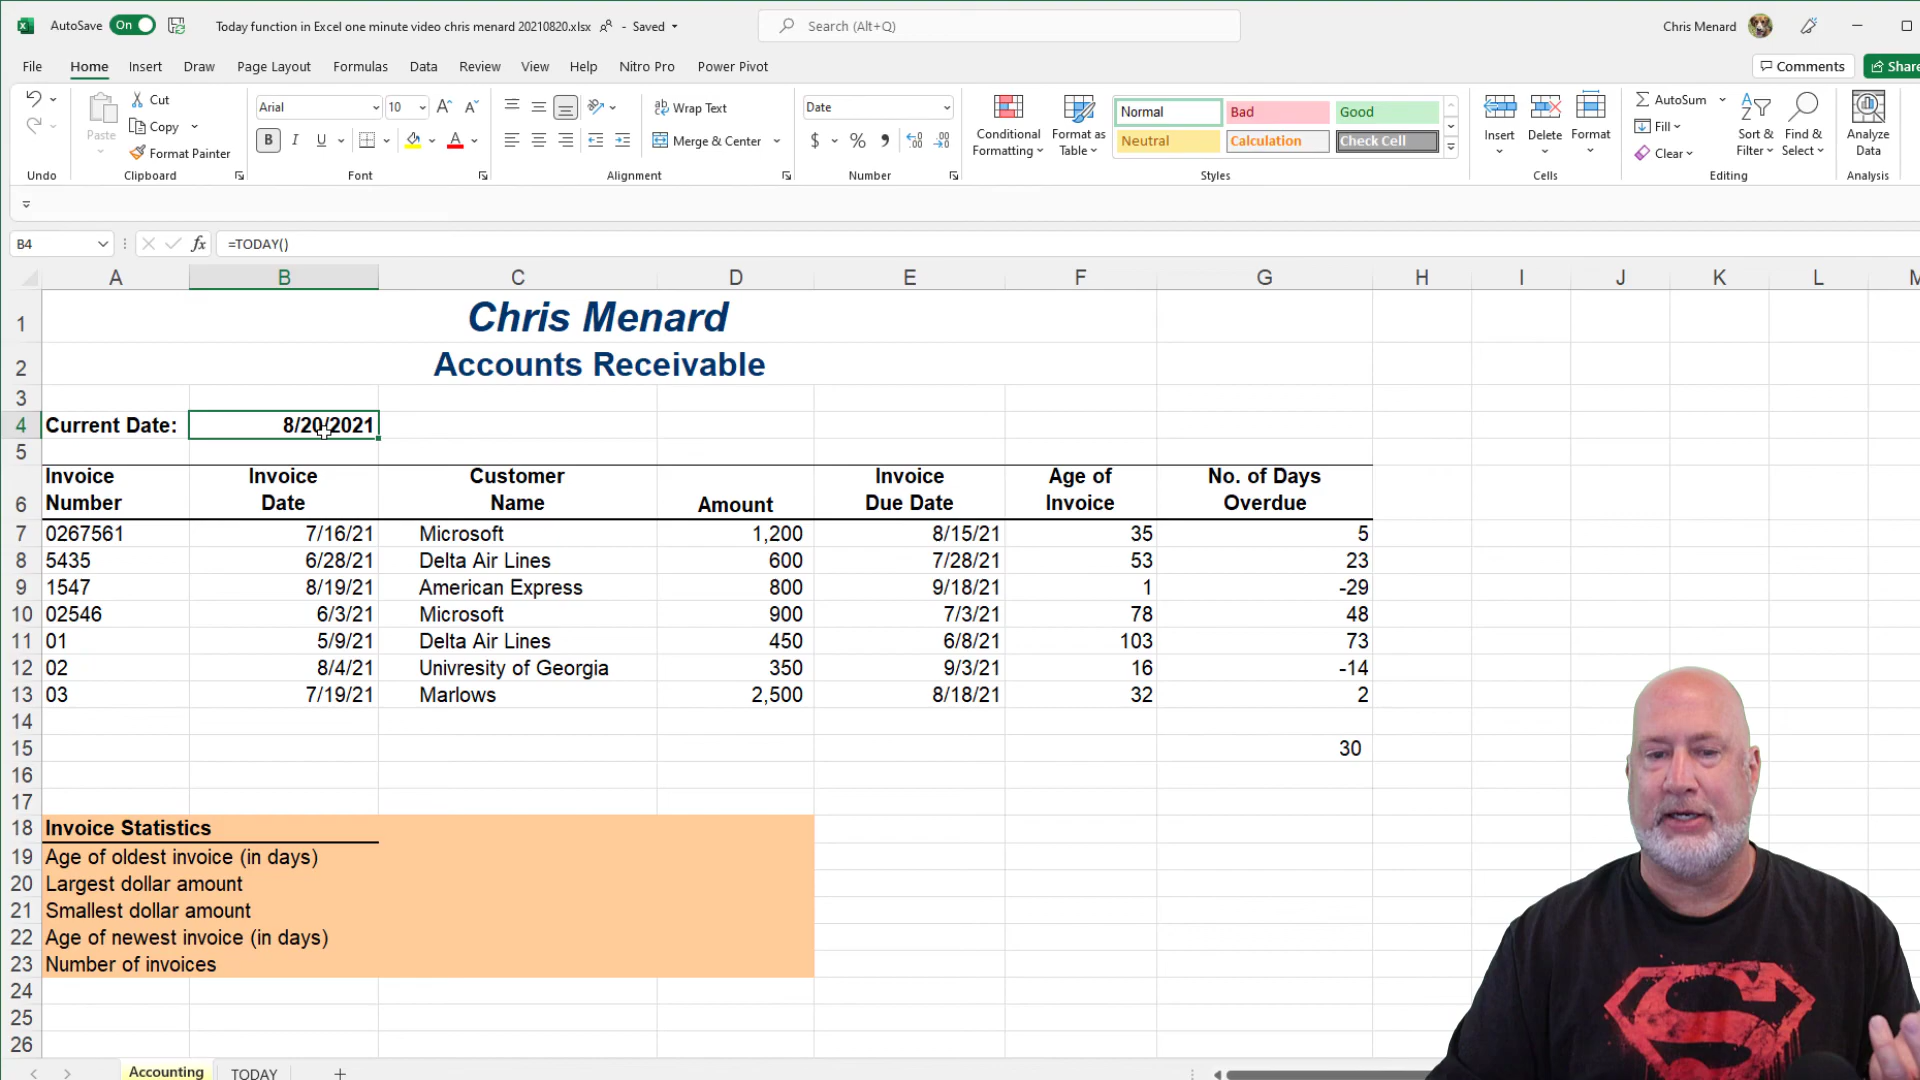 AutoSave On Today function in Excel one minute video chris menard 20210820.xlsx - Saved Search (Alt+Q) Chris Menard
File Home Insert Draw Page Layout Formulas Data Review View Help Nitro Pro Power Pivot Comments Share
Paste Cut Copy Format Painter
Arial 10
B I U
Wrap Text
Merge & Center
Date
$ % ,
Conditional Formatting Format as Table
Normal Bad Good
Neutral Calculation Check Cell
Insert Delete Format
AutoSum Fill Clear
Sort & Filter Find & Select
Analyze Data
Undo Clipboard Font Alignment Number Styles Cells Editing Analysis
B4 fx =TODAY()
A B C D E F G H I J K L M
1 Chris Menard
2 Accounts Receivable
3
4 Current Date: 8/20/2021
5
Invoice Invoice Customer Invoice Age of No. of Days
6 Number Date Name Amount Due Date Invoice Overdue
7 0267561 7/16/21 Microsoft 1,200 8/15/21 35 5
8 5435 6/28/21 Delta Air Lines 600 7/28/21 53 23
9 1547 8/19/21 American Express 800 9/18/21 1 -29
10 02546 6/3/21 Microsoft 900 7/3/21 78 48
11 01 5/9/21 Delta Air Lines 450 6/8/21 103 73
12 02 8/4/21 Univresity of Georgia 350 9/3/21 16 -14
13 03 7/19/21 Marlows 2,500 8/18/21 32 2
14
15 30
16
17
18 Invoice Statistics
19 Age of oldest invoice (in days)
20 Largest dollar amount
21 Smallest dollar amount
22 Age of newest invoice (in days)
23 Number of invoices
24
25
26
Accounting TODAY +